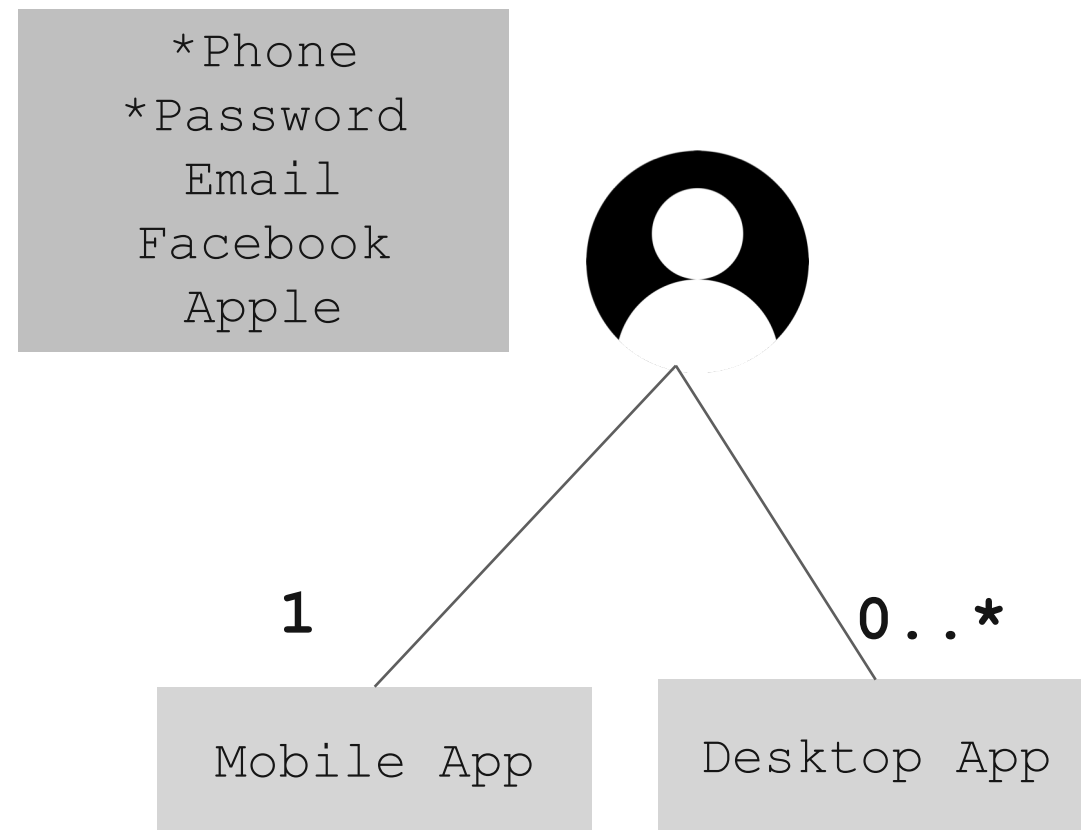 *Phone
*Password
Email
Facebook
Apple
1
0..*
Mobile App
Desktop App